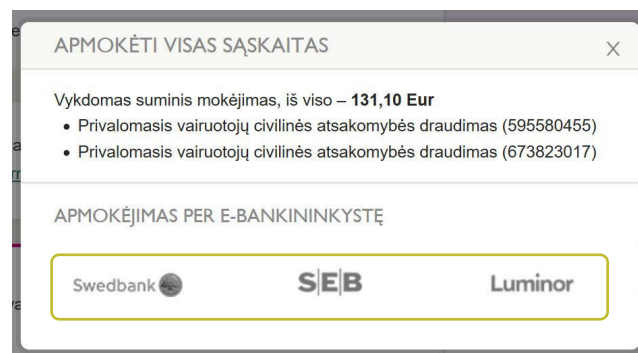 APMOKĖTI VISAS SĄSKAITAS X
Vykdomas suminis mokėjimas, iš viso – 131,10 Eur
• Privalomasis vairuotojų civilinės atsakomybės draudimas (595580455)
• Privalomasis vairuotojų civilinės atsakomybės draudimas (673823017)
APMOKĖJIMAS PER E-BANKININKYSTĘ
Swedbank S|E|B Luminor